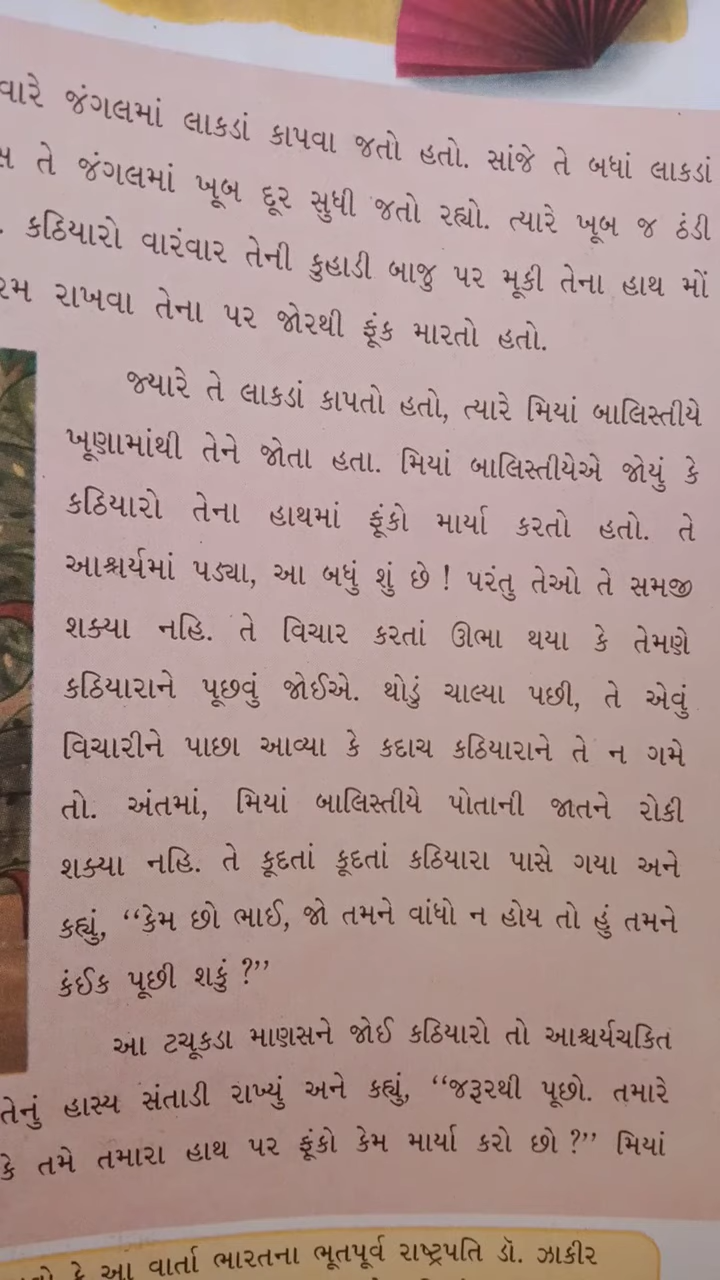 વારે જંગલમાં લાકડાં કાપવા જતો હતો. સાંજે તે બધાં લાકડાં
તે જંગલમાં ખૂબ દૂર સુધી જતો રહ્યો. ત્યારે ખૂબ જ ઠંડી
. કઠિયારો વારંવાર તેની કુહાડી બાજુ પર મૂકી તેના હાથ મોં
રાખવા તેના પર જોરથી ફૂંક મારતો હતો.
જ્યારે તે લાકડાં કાપતો હતો, ત્યારે મિયાં બાલિસ્તીયે
ખૂણામાંથી તેને જોતા હતા. મિયાં બાલિસ્તીયેએ જોયું કે
કઠિયારો તેના હાથમાં ફૂંકો માર્યા કરતો હતો. તે
આશ્ચર્યમાં પડ્યા, આ બધું શું છે ! પરંતુ તેઓ તે સમજી
શક્યા નહિ. તે વિચાર કરતાં ઊભા થયા કે તેમણે
કઠિયારાને પૂછવું જોઈએ. થોડું ચાલ્યા પછી, તે એવું
વિચારીને પાછા આવ્યા કે કદાચ કઠિયારાને તે ન ગમે
તો. અંતમાં, મિયાં બાલિસ્તીયે પોતાની જાતને રોકી
શક્યા નહિ. તે કૂદતાં કૂદતાં કઠિયારા પાસે ગયા અને
કહ્યું, “કેમ છો ભાઈ, જો તમને વાંધો ન હોય તો હું તમને
કંઈક પૂછી શકું ?”
આ ટચૂકડા માણસને જોઈ કઠિયારો તો આશ્ચર્યચકિત
તેનું હાસ્ય સંતાડી રાખ્યું અને કહ્યું, “જરૂરથી પૂછો. તમારે
કે તમે તમારા હાથ પર ફૂંકો કેમ માર્યા કરો છો ?” મિયાં
કે આ વાર્તા ભારતના ભૂતપૂર્વ રાષ્ટ્રપતિ ડૉ. ઝાકીર